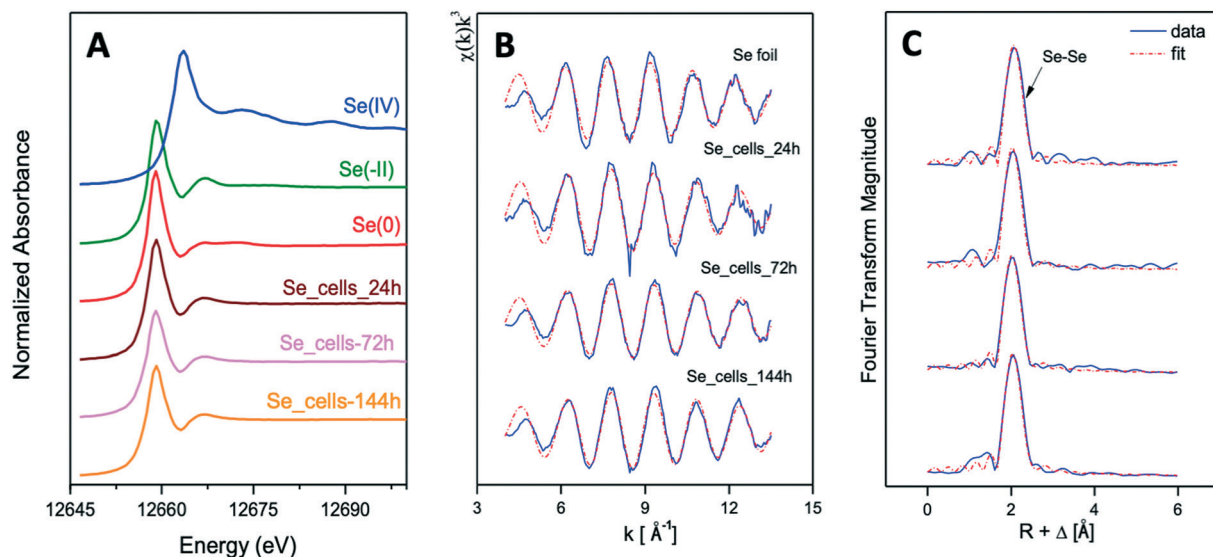 A
Normalized Absorbance
Se(IV)
Se(-II)
Se(0)
Se_cells_24h
Se_cells-72h
Se_cells-144h
12645 12660 12675 12690
Energy (eV)
B
χ(k)k³
Se foil
Se_cells_24h
Se_cells_72h
Se_cells_144h
3 6 9 12 15
k [ Å⁻¹]
C
data
fit
Se-Se
Fourier Transform Magnitude
0 2 4 6
R + Δ [Å]